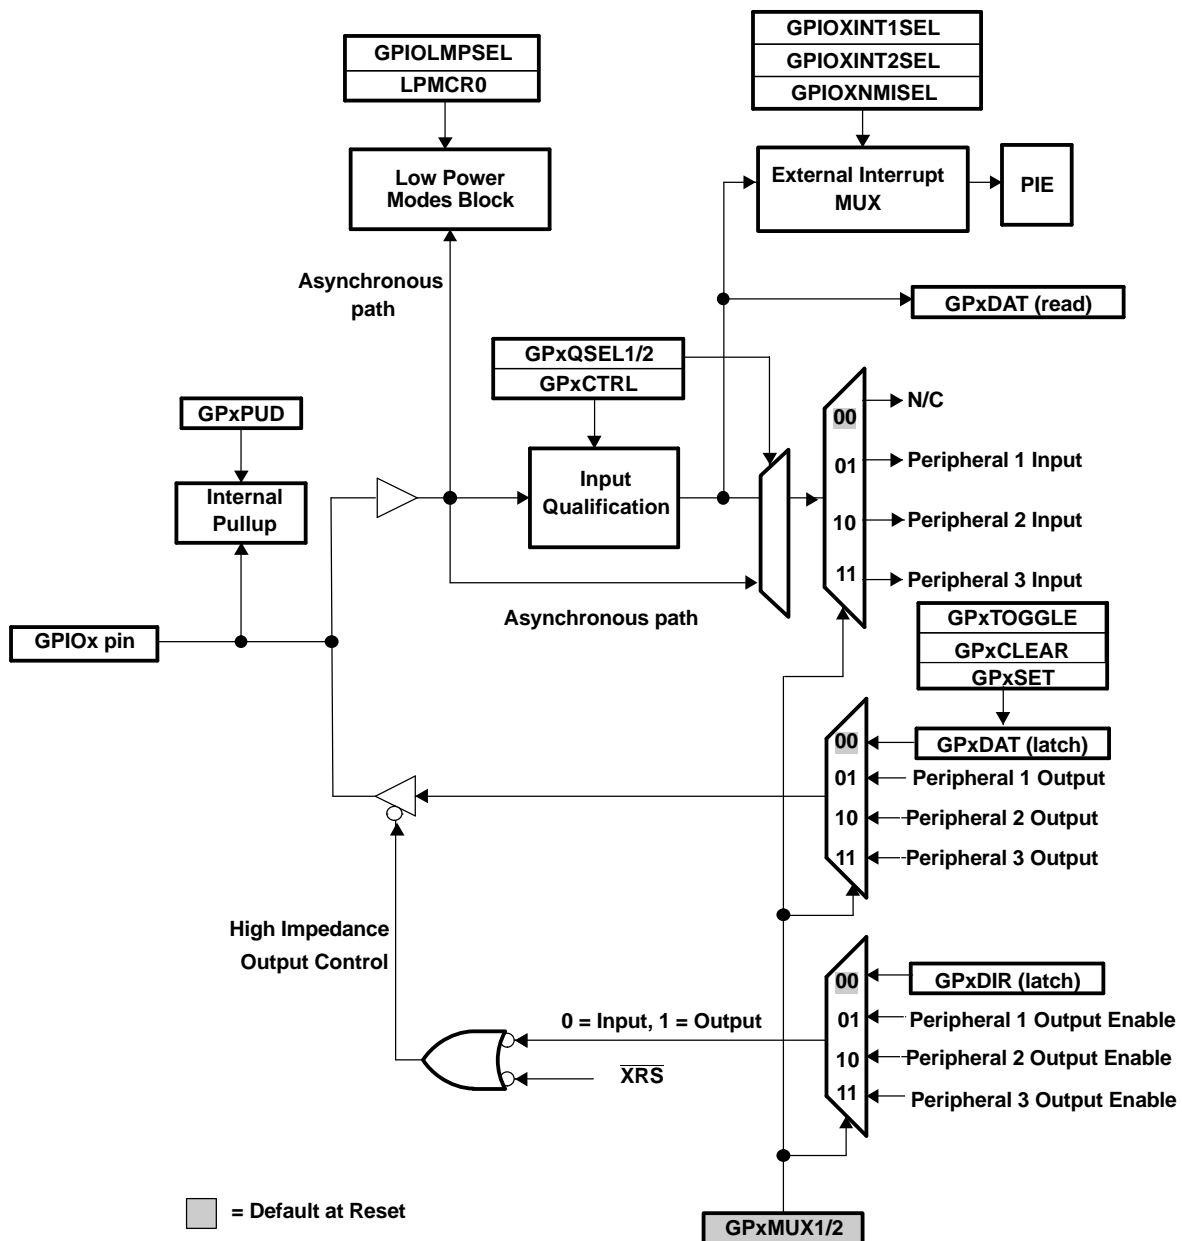 GPIOLMPSEL
LPMCR0
GPIOXINT1SEL
GPIOXINT2SEL
GPIOXNMISEL
Low Power
Modes Block
External Interrupt
MUX
PIE
Asynchronous
path
GPxDAT (read)
GPxQSEL1/2
GPxCTRL
GPxPUD
Internal
Pullup
Input
Qualification
00
01
10
11
N/C
Peripheral 1 Input
Peripheral 2 Input
Peripheral 3 Input
Asynchronous path
GPIOx pin
GPxTOGGLE
GPxCLEAR
GPxSET
00
01
10
11
GPxDAT (latch)
Peripheral 1 Output
Peripheral 2 Output
Peripheral 3 Output
High Impedance
Output Control
00
01
10
11
GPxDIR (latch)
Peripheral 1 Output Enable
Peripheral 2 Output Enable
Peripheral 3 Output Enable
0 = Input, 1 = Output
XRS
= Default at Reset
GPxMUX1/2